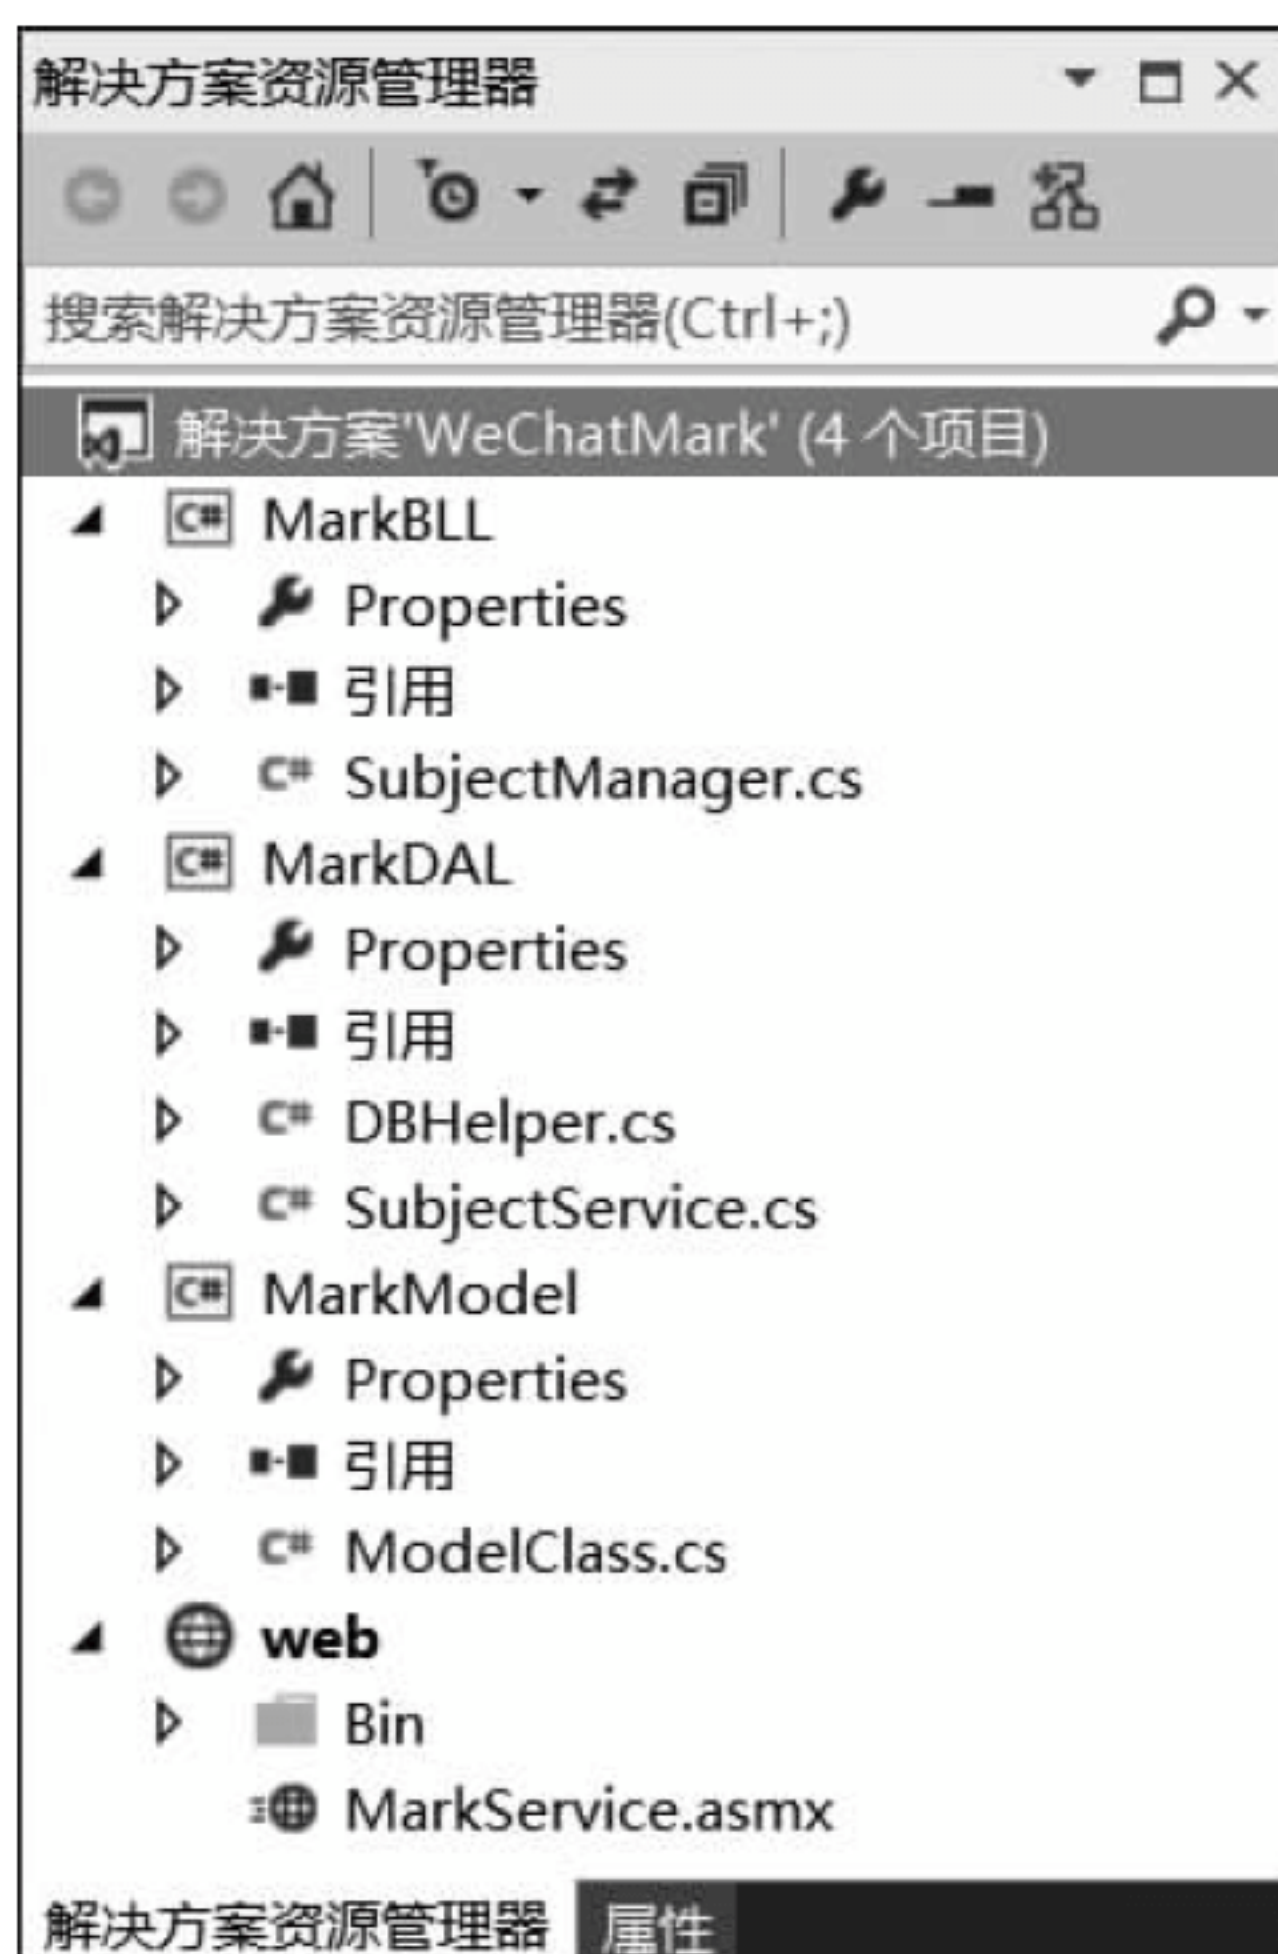 解决方案资源管理器
搜索解决方案资源管理器(Ctrl+;)
解决方案'WeChatMark' (4 个项目)
C# MarkBLL
Properties
引用
C# SubjectManager.cs
C# MarkDAL
Properties
引用
C# DBHelper.cs
C# SubjectService.cs
C# MarkModel
Properties
引用
C# ModelClass.cs
web
Bin
MarkService.asmx
解决方案资源管理器 属性